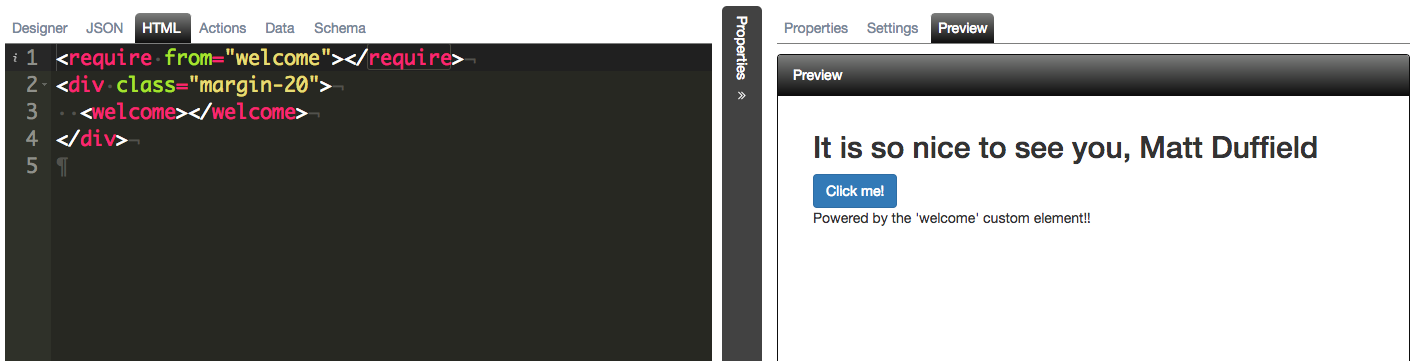 Designer JSON HTML Actions Data Schema
i 1 <require from="welcome"></require>¬
2 <div class="margin-20">¬
3 <welcome></welcome>¬
4 </div>¬
5 ¶
Properties »
Properties Settings Preview
Preview
It is so nice to see you, Matt Duffield
Click me!
Powered by the 'welcome' custom element!!